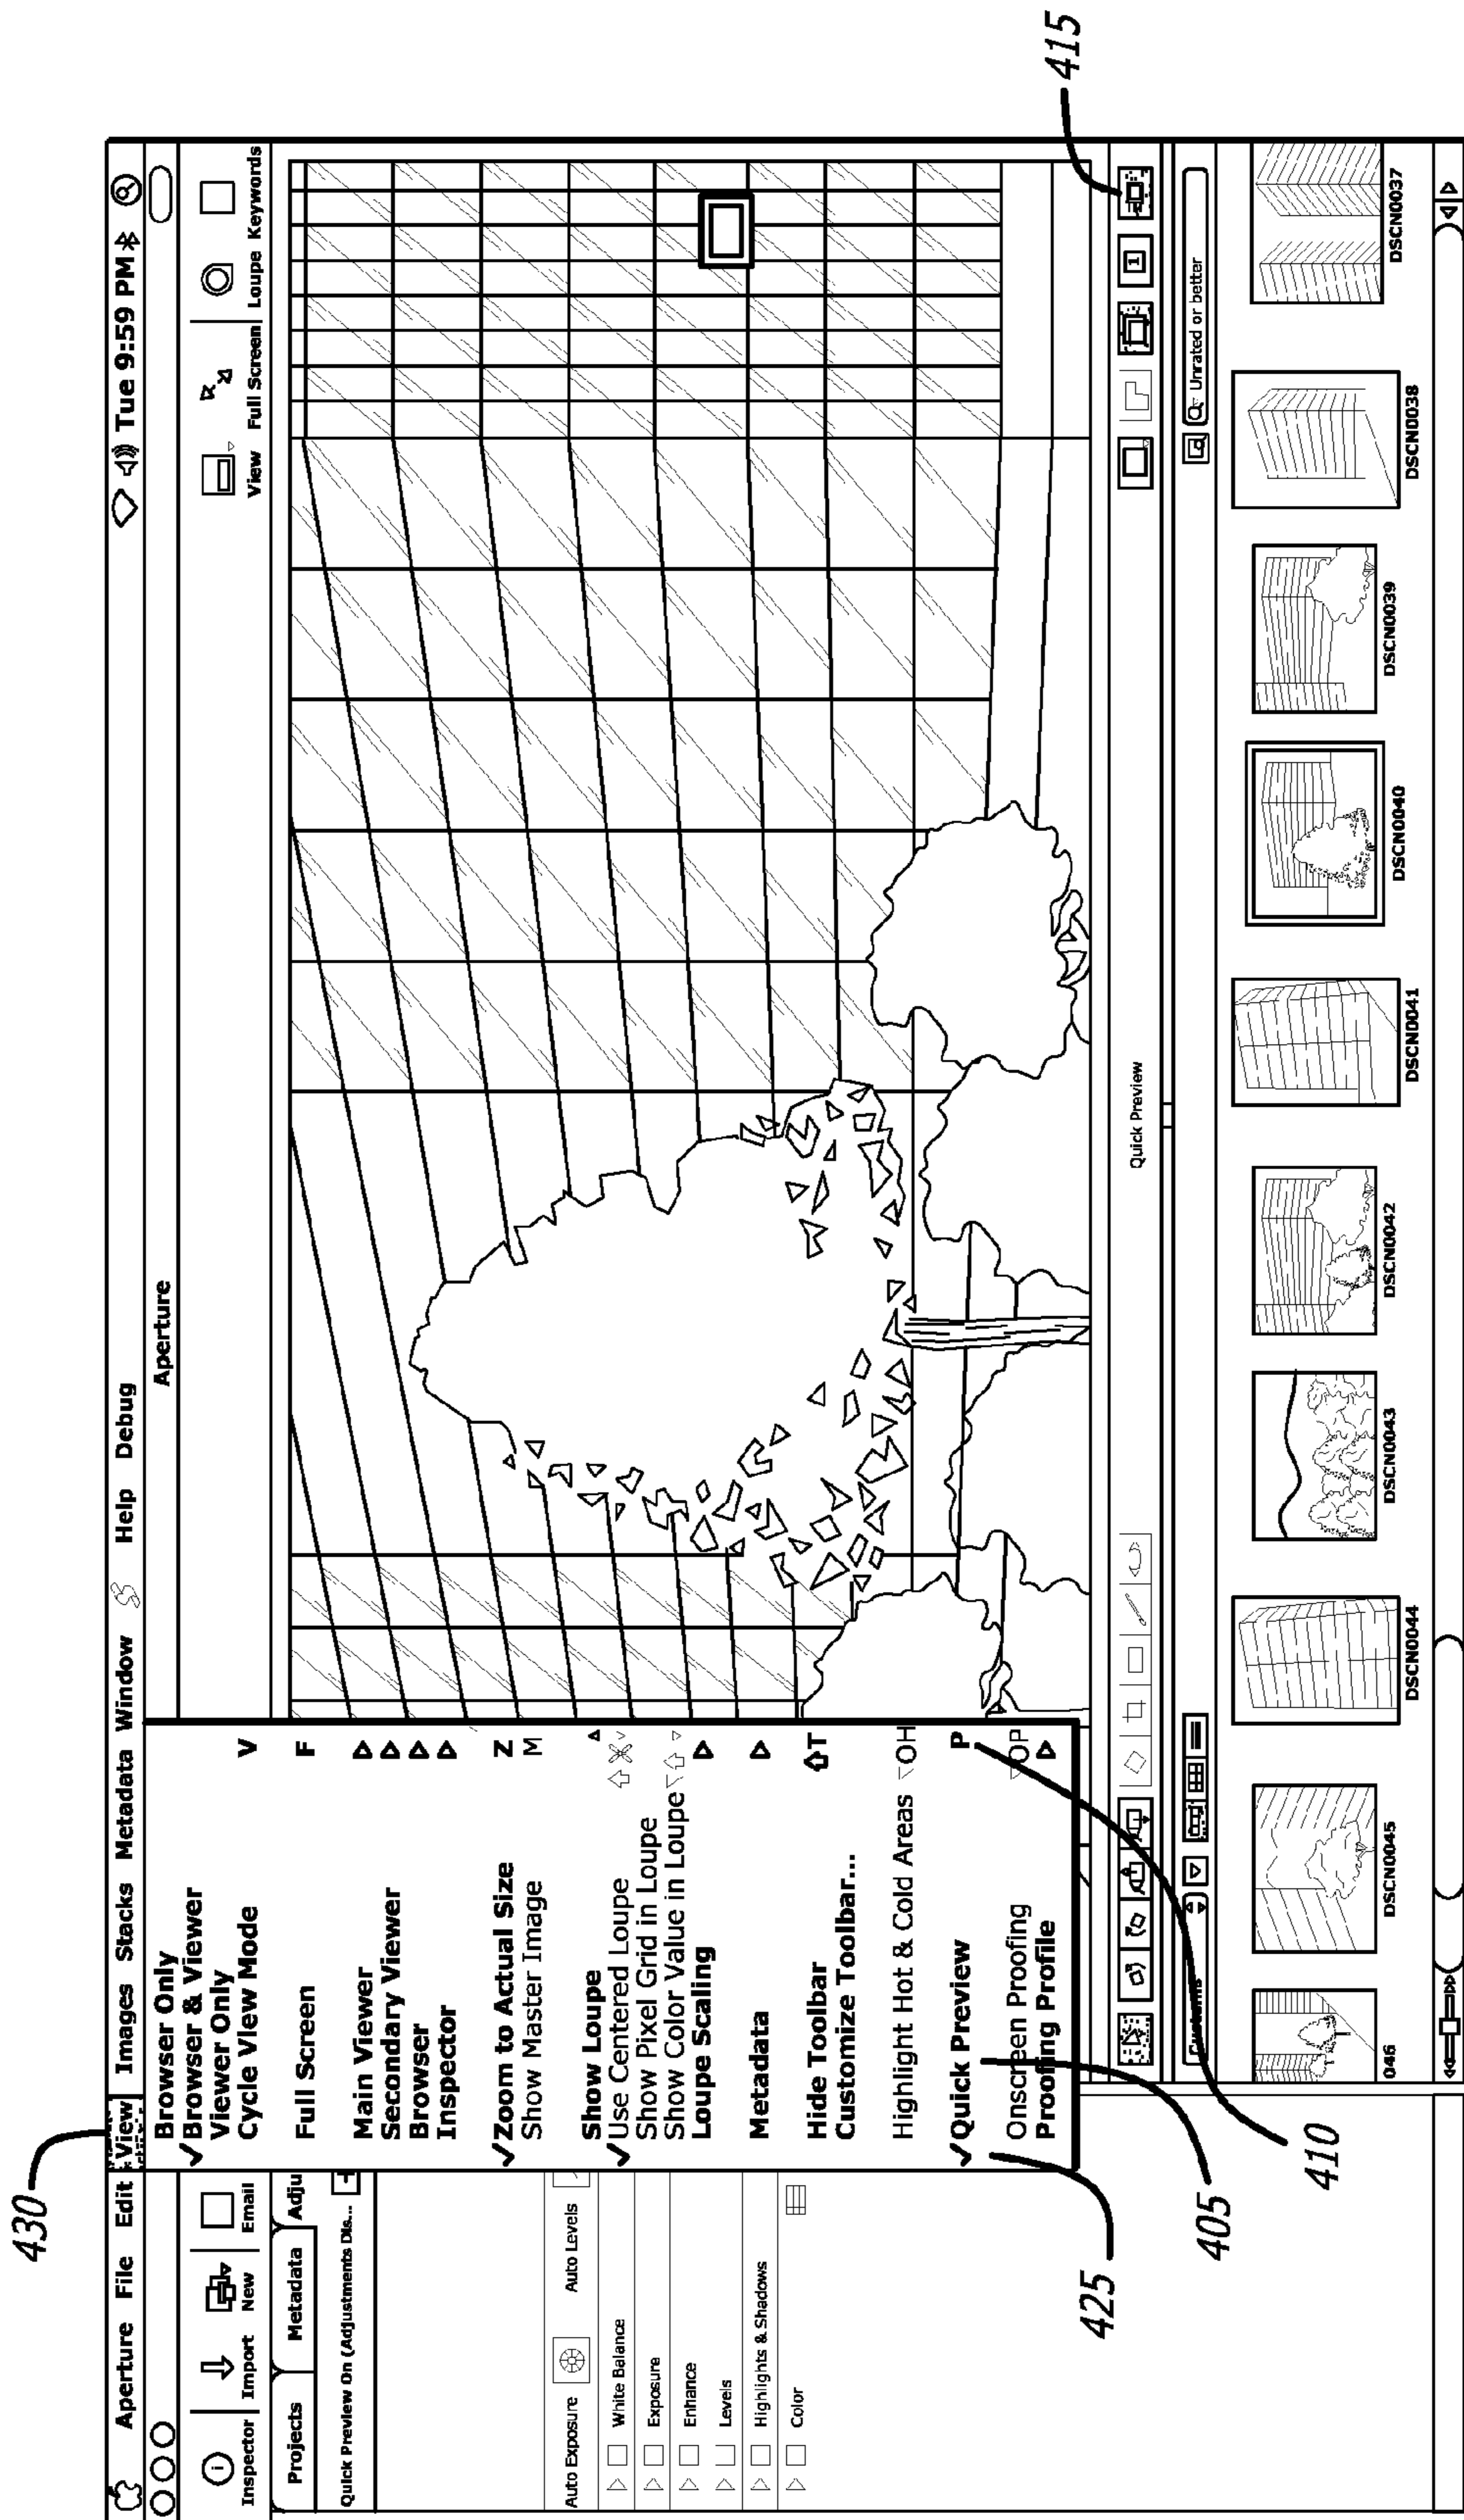 430
Aperture File Edit View Images Stacks Metadata Window Help Debug
Tue 9:59 PM
Aperture
Inspector Import New Email
View Full Screen Loupe Keywords
Projects Metadata Adju
Quick Preview On (Adjustments Dis...
Auto Exposure Auto Levels
White Balance
Exposure
Enhance
Levels
Highlights & Shadows
Color
Browser Only
✓Browser & Viewer
Viewer Only
Cycle View Mode V
Full Screen F
Main Viewer
Secondary Viewer
Browser
Inspector
✓Zoom to Actual Size Z
Show Master Image M
Show Loupe
✓Use Centered Loupe
Show Pixel Grid in Loupe
Show Color Value in Loupe
Loupe Scaling
Metadata
Hide Toolbar ⇧T
Customize Toolbar...
Highlight Hot & Cold Areas OH
✓Quick Preview P
Onscreen Proofing OP
Proofing Profile
Quick Preview
1
Unrated or better
046
DSCN0045
DSCN0044
DSCN0043
DSCN0042
DSCN0041
DSCN0040
DSCN0039
DSCN0038
DSCN0037
425
405
410
415